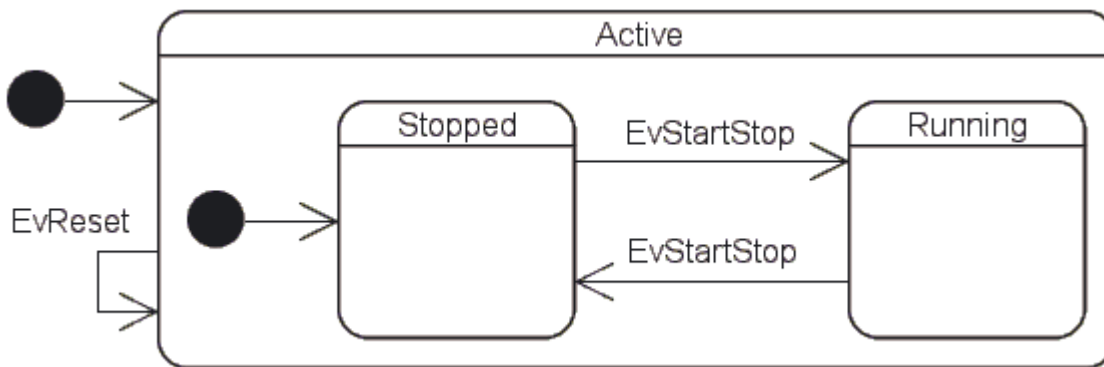 Active
Stopped
EvStartStop
Running
EvReset
EvStartStop